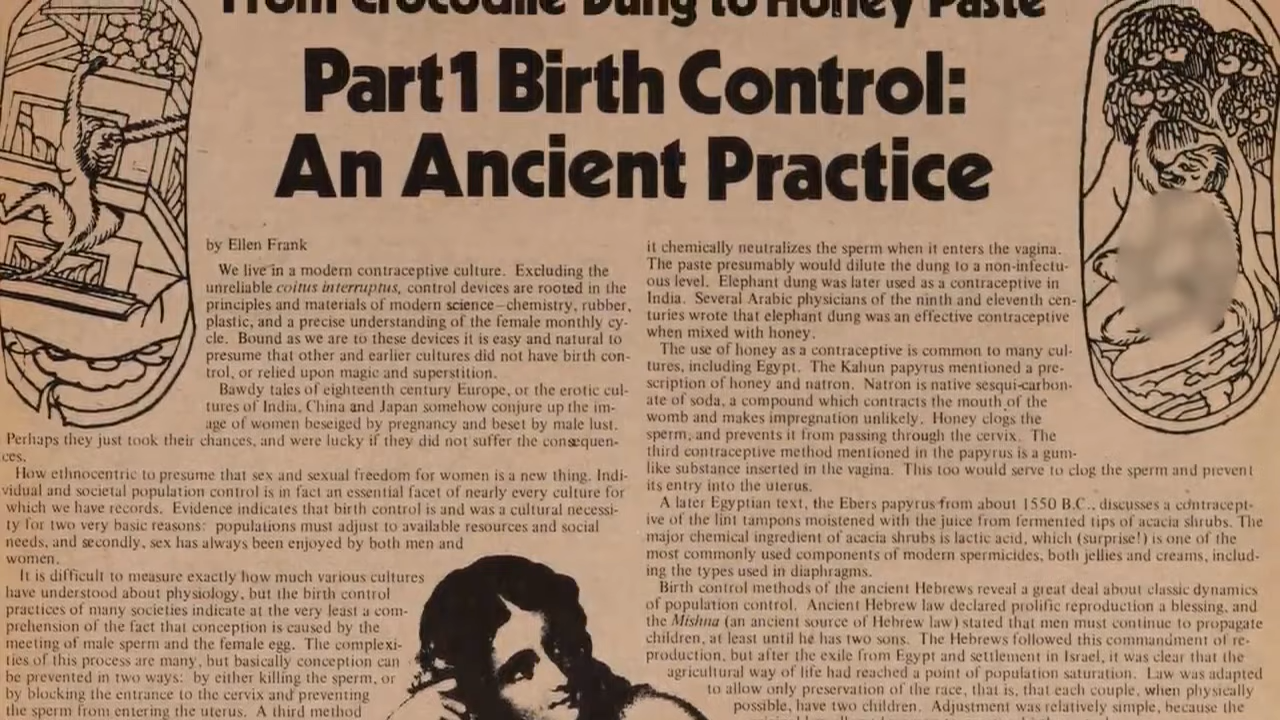 From Crocodile Dung to Honey Paste
Part1 Birth Control:
An Ancient Practice
by Ellen Frank
We live in a modern contraceptive culture. Excluding the
unreliable coitus interruptus, control devices are rooted in the
principles and materials of modern science—chemistry, rubber,
plastic, and a precise understanding of the female monthly cy-
cle. Bound as we are to these devices it is easy and natural to
presume that other and earlier cultures did not have birth con-
trol, or relied upon magic and superstition.
Bawdy tales of eighteenth century Europe, or the erotic cul-
tures of India, China and Japan somehow conjure up the im-
age of women beseiged by pregnancy and beset by male lust.
Perhaps they just took their chances, and were lucky if they did not suffer the consequen-
ces.
How ethnocentric to presume that sex and sexual freedom for women is a new thing. Indi-
vidual and societal population control is in fact an essential facet of nearly every culture for
which we have records. Evidence indicates that birth control is and was a cultural necessi-
ty for two very basic reasons: populations must adjust to available resources and social
needs, and secondly, sex has always been enjoyed by both men and
women.
It is difficult to measure exactly how much various cultures
have understood about physiology, but the birth control
practices of many societies indicate at the very least a com-
prehension of the fact that conception is caused by the
meeting of male sperm and the female egg. The complexi-
ties of this process are many, but basically conception can
be prevented in two ways: by either killing the sperm, or
by blocking the entrance to the cervix and preventing
the sperm from entering the uterus. A third method
it chemically neutralizes the sperm when it enters the vagina.
The paste presumably would dilute the dung to a non-infectu-
ous level. Elephant dung was later used as a contraceptive in
India. Several Arabic physicians of the ninth and eleventh cen-
turies wrote that elephant dung was an effective contraceptive
when mixed with honey.
The use of honey as a contraceptive is common to many cul-
tures, including Egypt. The Kahun papyrus mentioned a pre-
scription of honey and natron. Natron is native sesqui-carbon-
ate of soda, a compound which contracts the mouth of the
womb and makes impregnation unlikely. Honey clogs the
sperm, and prevents it from passing through the cervix. The
third contraceptive method mentioned in the papyrus is a gum-
like substance inserted in the vagina. This too would serve to clog the sperm and prevent
its entry into the uterus.
A later Egyptian text, the Ebers papyrus from about 1550 B.C., discusses a contracept-
ive of the lint tampons moistened with the juice from fermented tips of acacia shrubs. The
major chemical ingredient of acacia shrubs is lactic acid, which (surprise!) is one of the
most commonly used components of modern spermicides, both jellies and creams, includ-
ing the types used in diaphragms.
Birth control methods of the ancient Hebrews reveal a great deal about classic dynamics
of population control. Ancient Hebrew law declared prolific reproduction a blessing, and
the Mishna (an ancient source of Hebrew law) stated that men must continue to propagate
children, at least until he has two sons. The Hebrews followed this commandment of re-
production, but after the exile from Egypt and settlement in Israel, it was clear that the
agricultural way of life had reached a point of population saturation. Law was adapted
to allow only preservation of the race, that is, that each couple, when physically
possible, have two children. Adjustment was relatively simple, because the